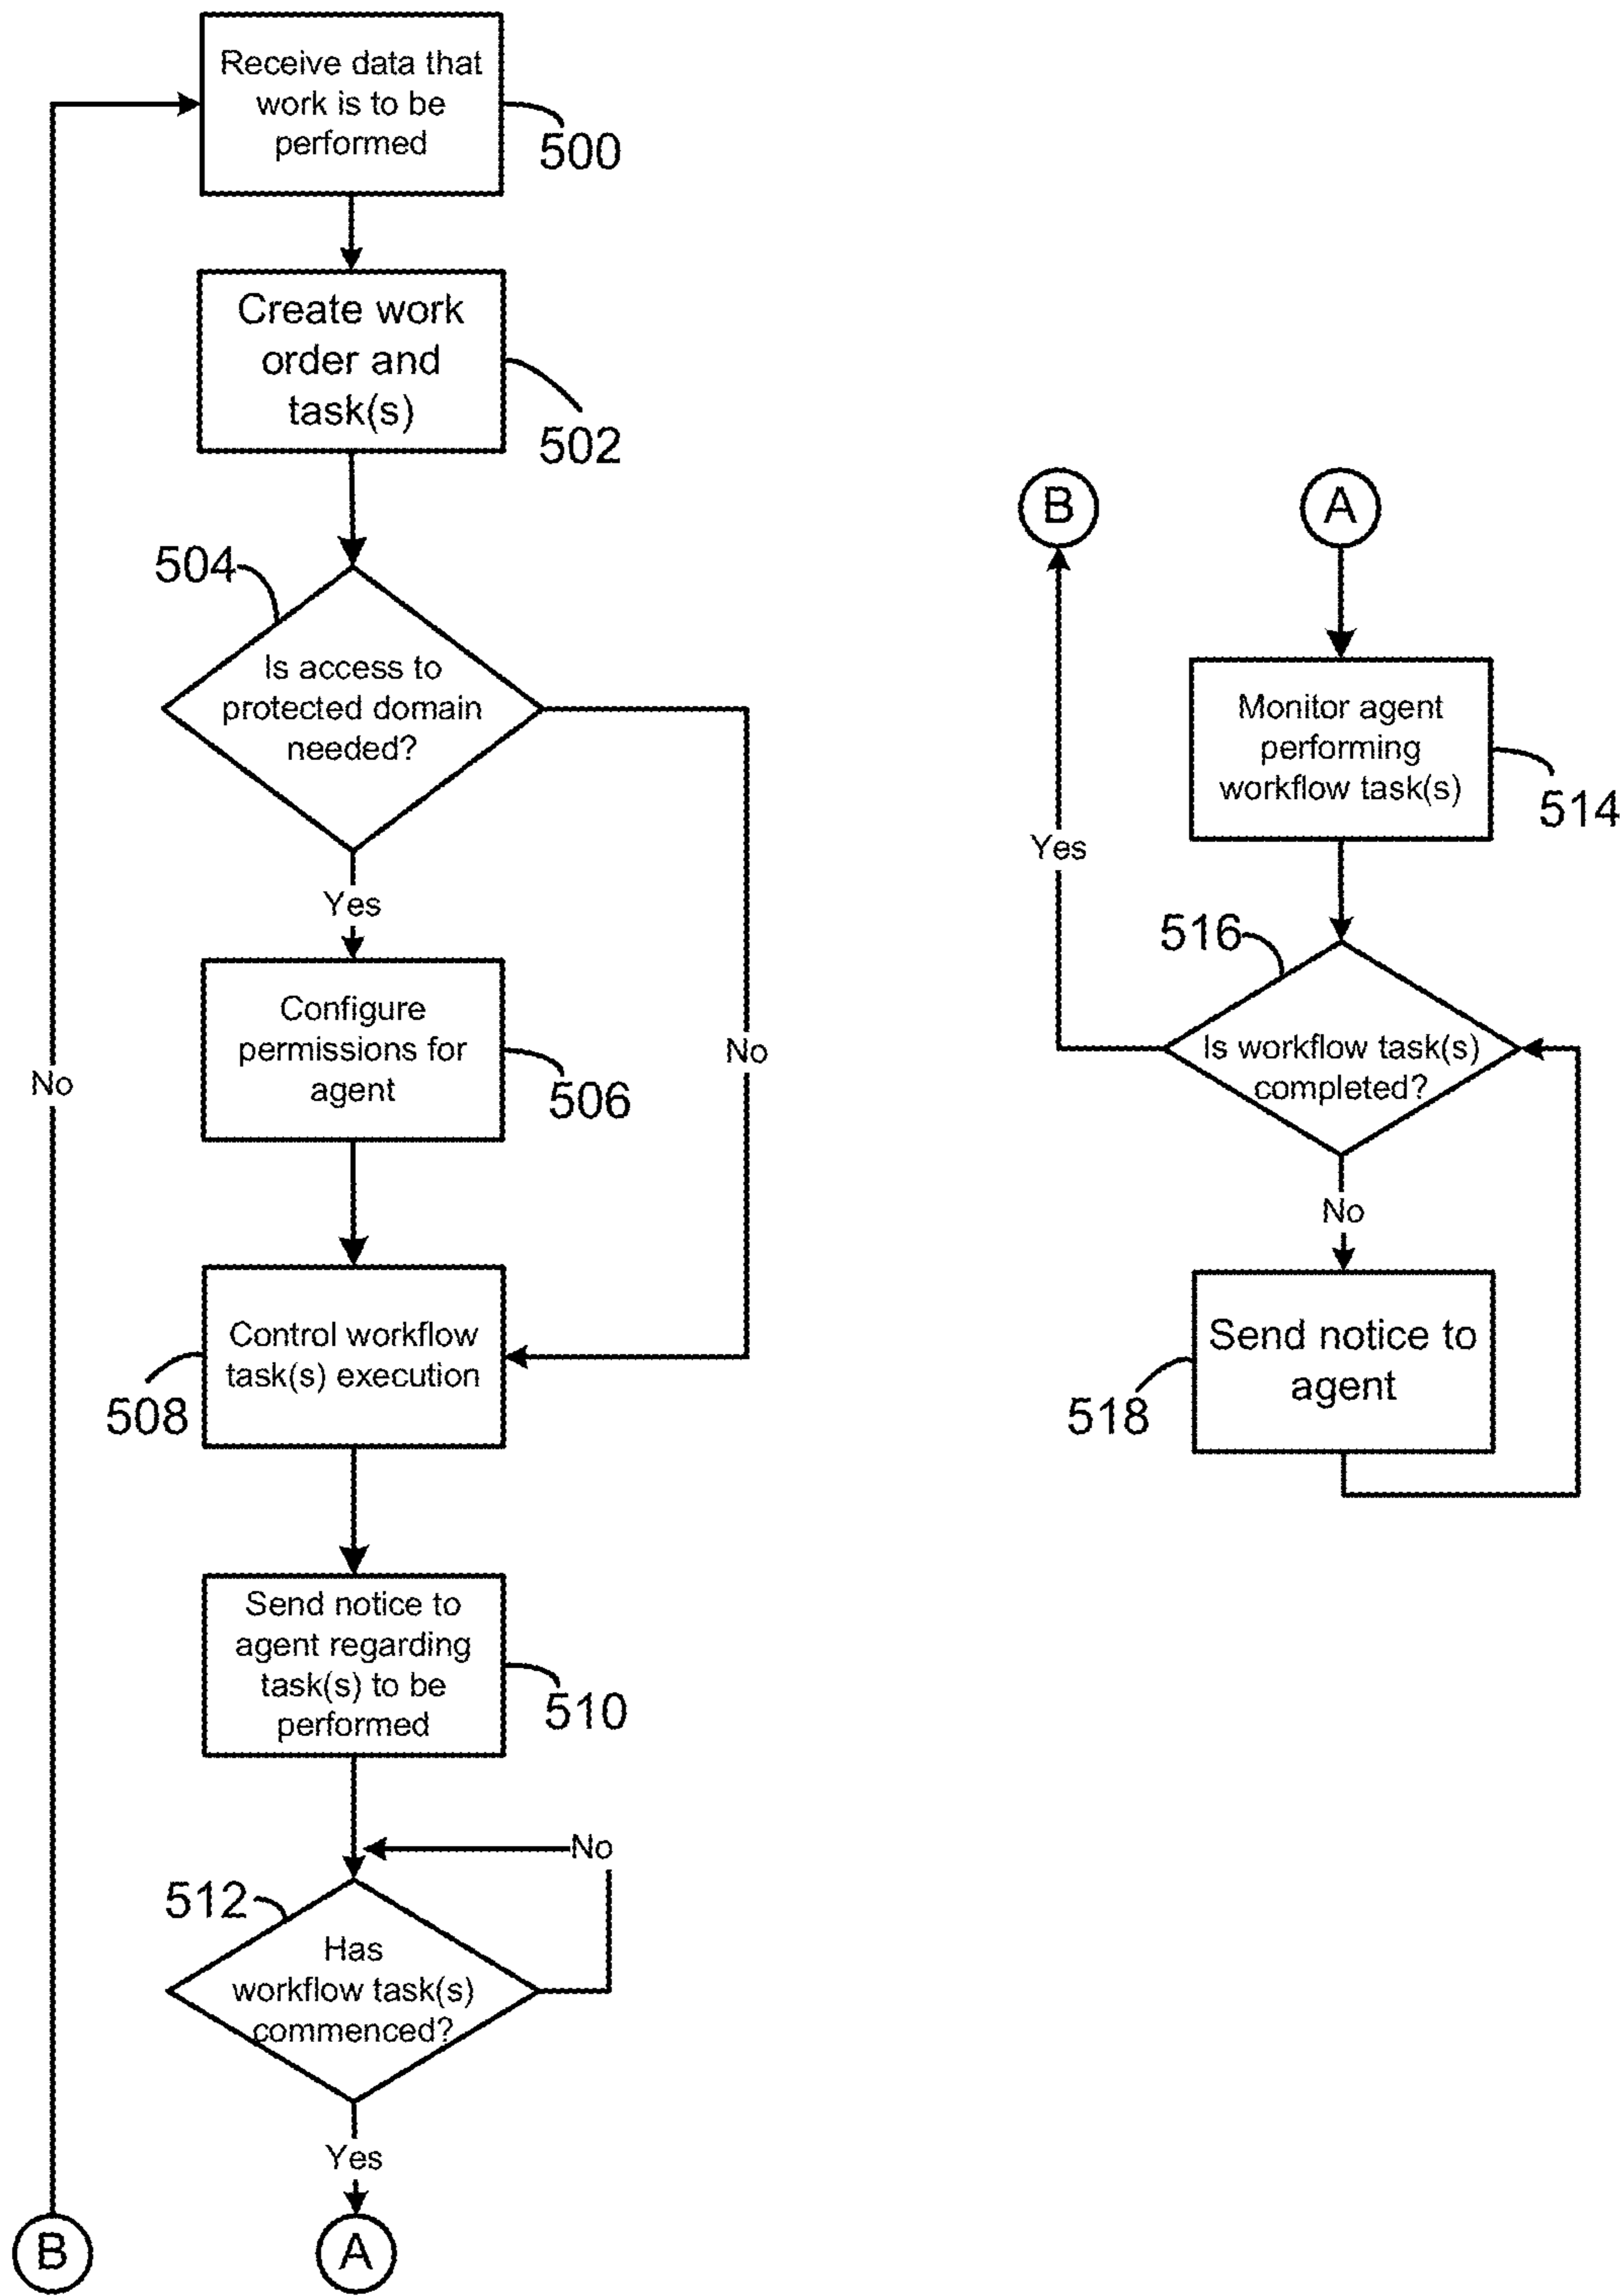 Receive data that
work is to be
performed
500
Create work
order and
task(s)
502
504
Is access to
protected domain
needed?
Yes
No
Configure
permissions for
agent
506
No
Control workflow
task(s) execution
508
Send notice to
agent regarding
task(s) to be
performed
510
No
512
Has
workflow task(s)
commenced?
Yes
B
A
B
A
Monitor agent
performing
workflow task(s)
514
Yes
516
Is workflow task(s)
completed?
No
Send notice to
agent
518